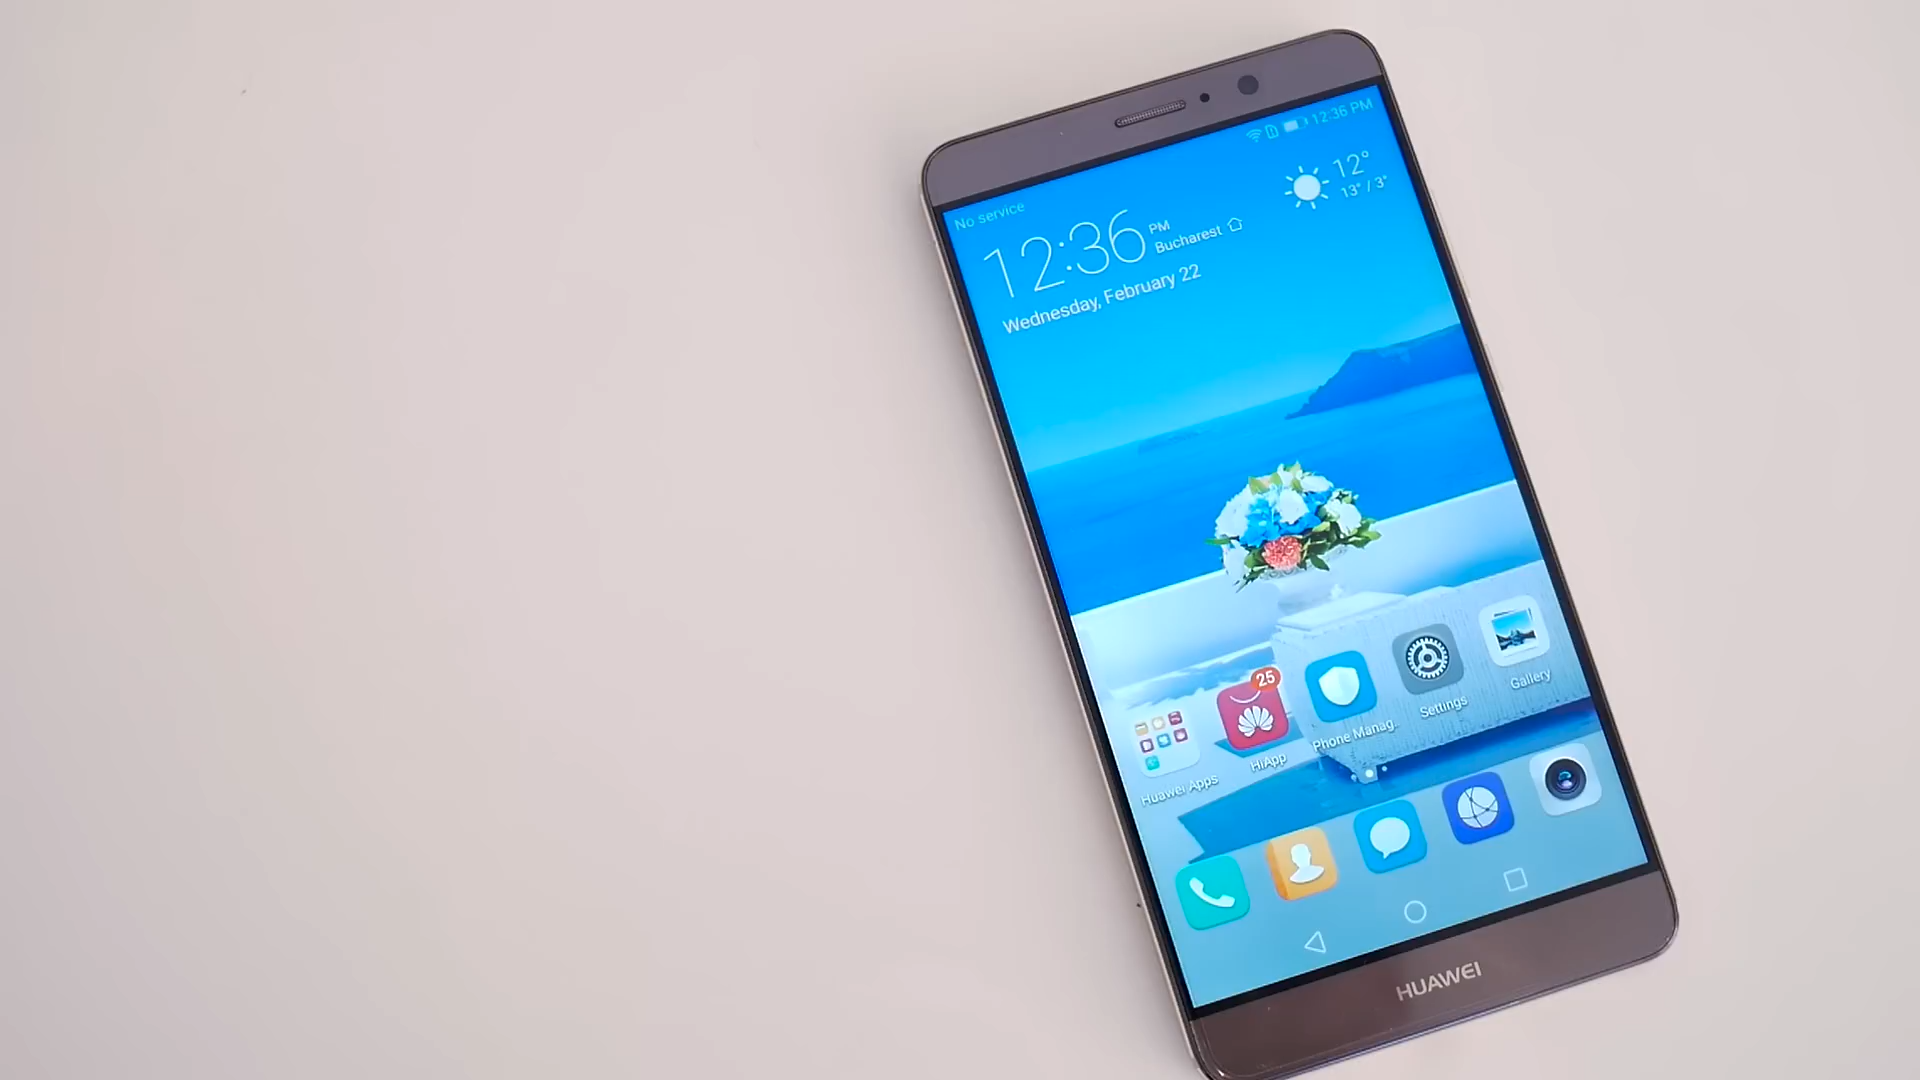 12:36 PM
No service
12°
13° / 3°
12:36 PM
Bucharest
Wednesday, February 22
25
Huawei Apps
HiApp
Phone Manag..
Settings
Gallery
HUAWEI